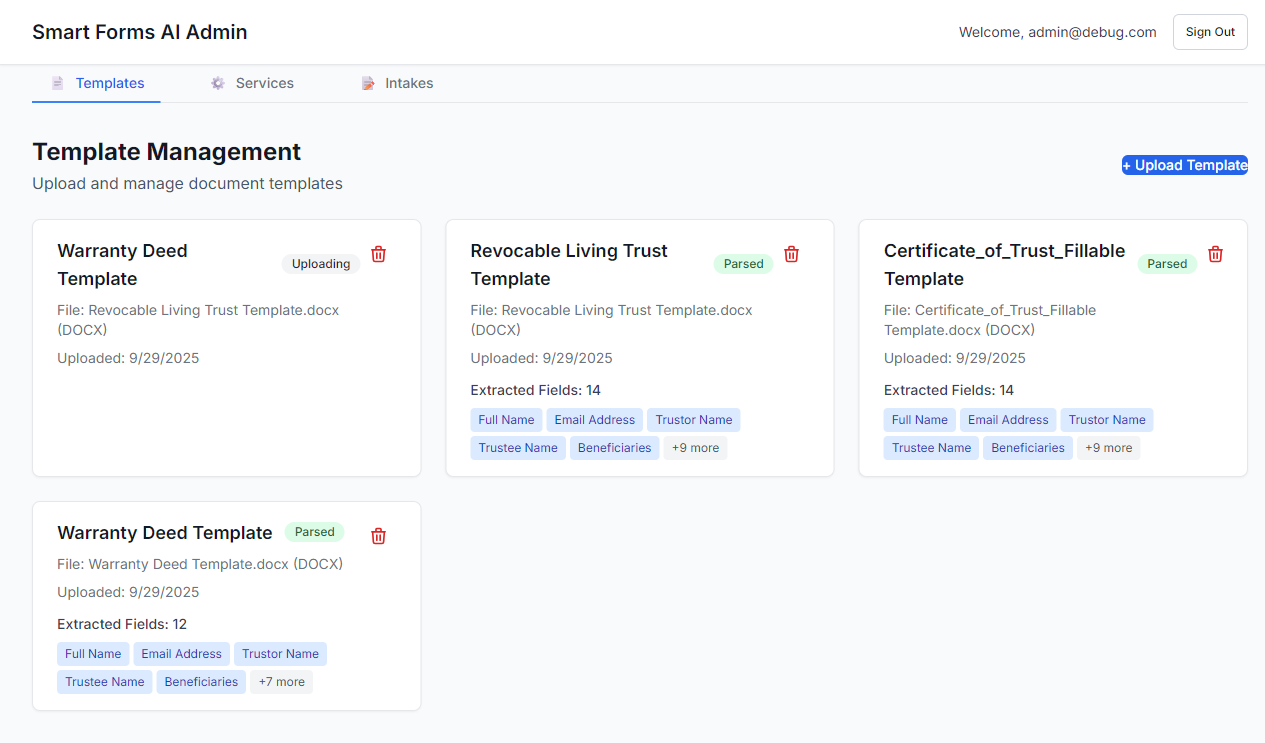 Smart Forms AI Admin
Welcome, admin@debug.com
Sign Out
Templates
Services
Intakes
Template Management
+ Upload Template
Upload and manage document templates
Warranty Deed
Template
Uploading
File: Revocable Living Trust Template.docx
(DOCX)
Uploaded: 9/29/2025
Revocable Living Trust
Template
Parsed
File: Revocable Living Trust Template.docx
(DOCX)
Uploaded: 9/29/2025
Extracted Fields: 14
Full Name Email Address Trustor Name
Trustee Name Beneficiaries +9 more
Certificate_of_Trust_Fillable
Template
Parsed
File: Certificate_of_Trust_Fillable
Template.docx (DOCX)
Uploaded: 9/29/2025
Extracted Fields: 14
Full Name Email Address Trustor Name
Trustee Name Beneficiaries +9 more
Warranty Deed Template
Parsed
File: Warranty Deed Template.docx (DOCX)
Uploaded: 9/29/2025
Extracted Fields: 12
Full Name Email Address Trustor Name
Trustee Name Beneficiaries +7 more